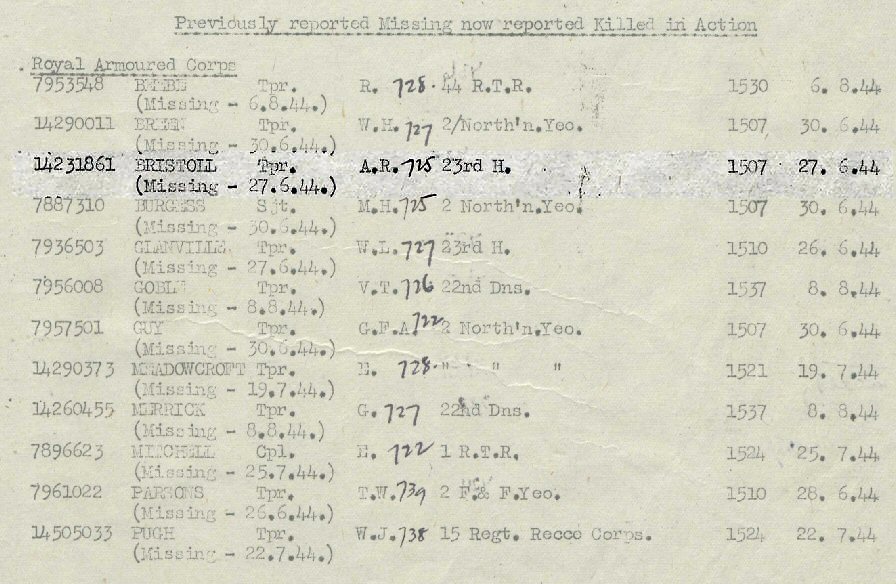 Previously reported Missing now reported Killed in Action
Royal Armoured Corps
7953548 BEEBE Tpr. R. 728. 44 R.T.R. 1530 6. 8.44
(Missing - 6.8.44.)
14290011 BREEN Tpr. W.H. 727 2/North'n.Yeo. 1507 30. 6.44
(Missing - 30.6.44.)
14231861 BRISTOLL Tpr. A.R. 725 23rd H. 1507 27. 6.44
(Missing - 27.6.44.)
7887310 BURGESS Sjt. M.H. 725 2 North'n.Yeo. 1507 30. 6.44
(Missing - 30.6.44.)
7936503 GLANVILLE Tpr. W.L. 727 23rd H. 1510 26. 6.44
(Missing - 27.6.44.)
7956008 GOBLE Tpr. V.T. 726 22nd Dns. 1537 8. 8.44
(Missing - 8.8.44.)
7957501 GUY Tpr. G.F.A. 722 2 North'n.Yeo. 1507 30. 6.44
(Missing - 30.6.44.)
14290373 MEADOWCROFT Tpr. E. 728. " " " 1521 19. 7.44
(Missing - 19.7.44.)
14260455 MERRICK Tpr. G. 727 22nd Dns. 1537 8. 8.44
(Missing - 8.8.44.)
7896623 MITCHELL Cpl. E. 722 1 R.T.R. 1524 25. 7.44
(Missing - 25.7.44.)
7961022 PARSONS Tpr. T.W. 739 2 F.& F.Yeo. 1510 28. 6.44
(Missing - 26.6.44.)
14505033 PUGH Tpr. W.J. 738 15 Regt. Recce Corps. 1524 22. 7.44
(Missing - 22.7.44.)